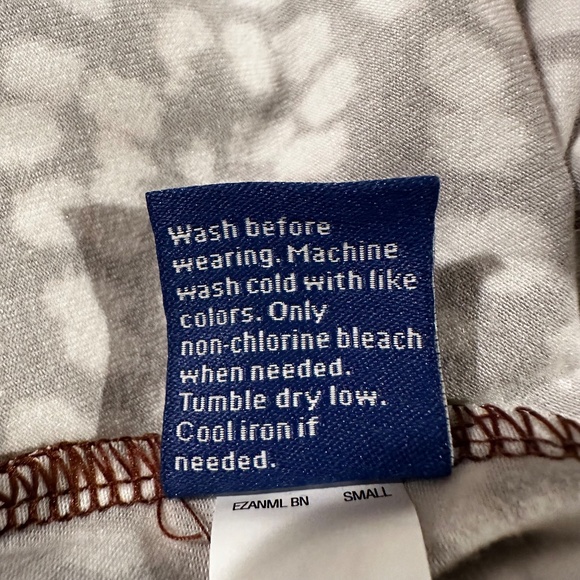 Wash before
wearing. Machine
wash cold with like
colors. Only
non-chlorine bleach
when needed.
Tumble dry low.
Cool iron if
needed.
EZANML BN SMALL